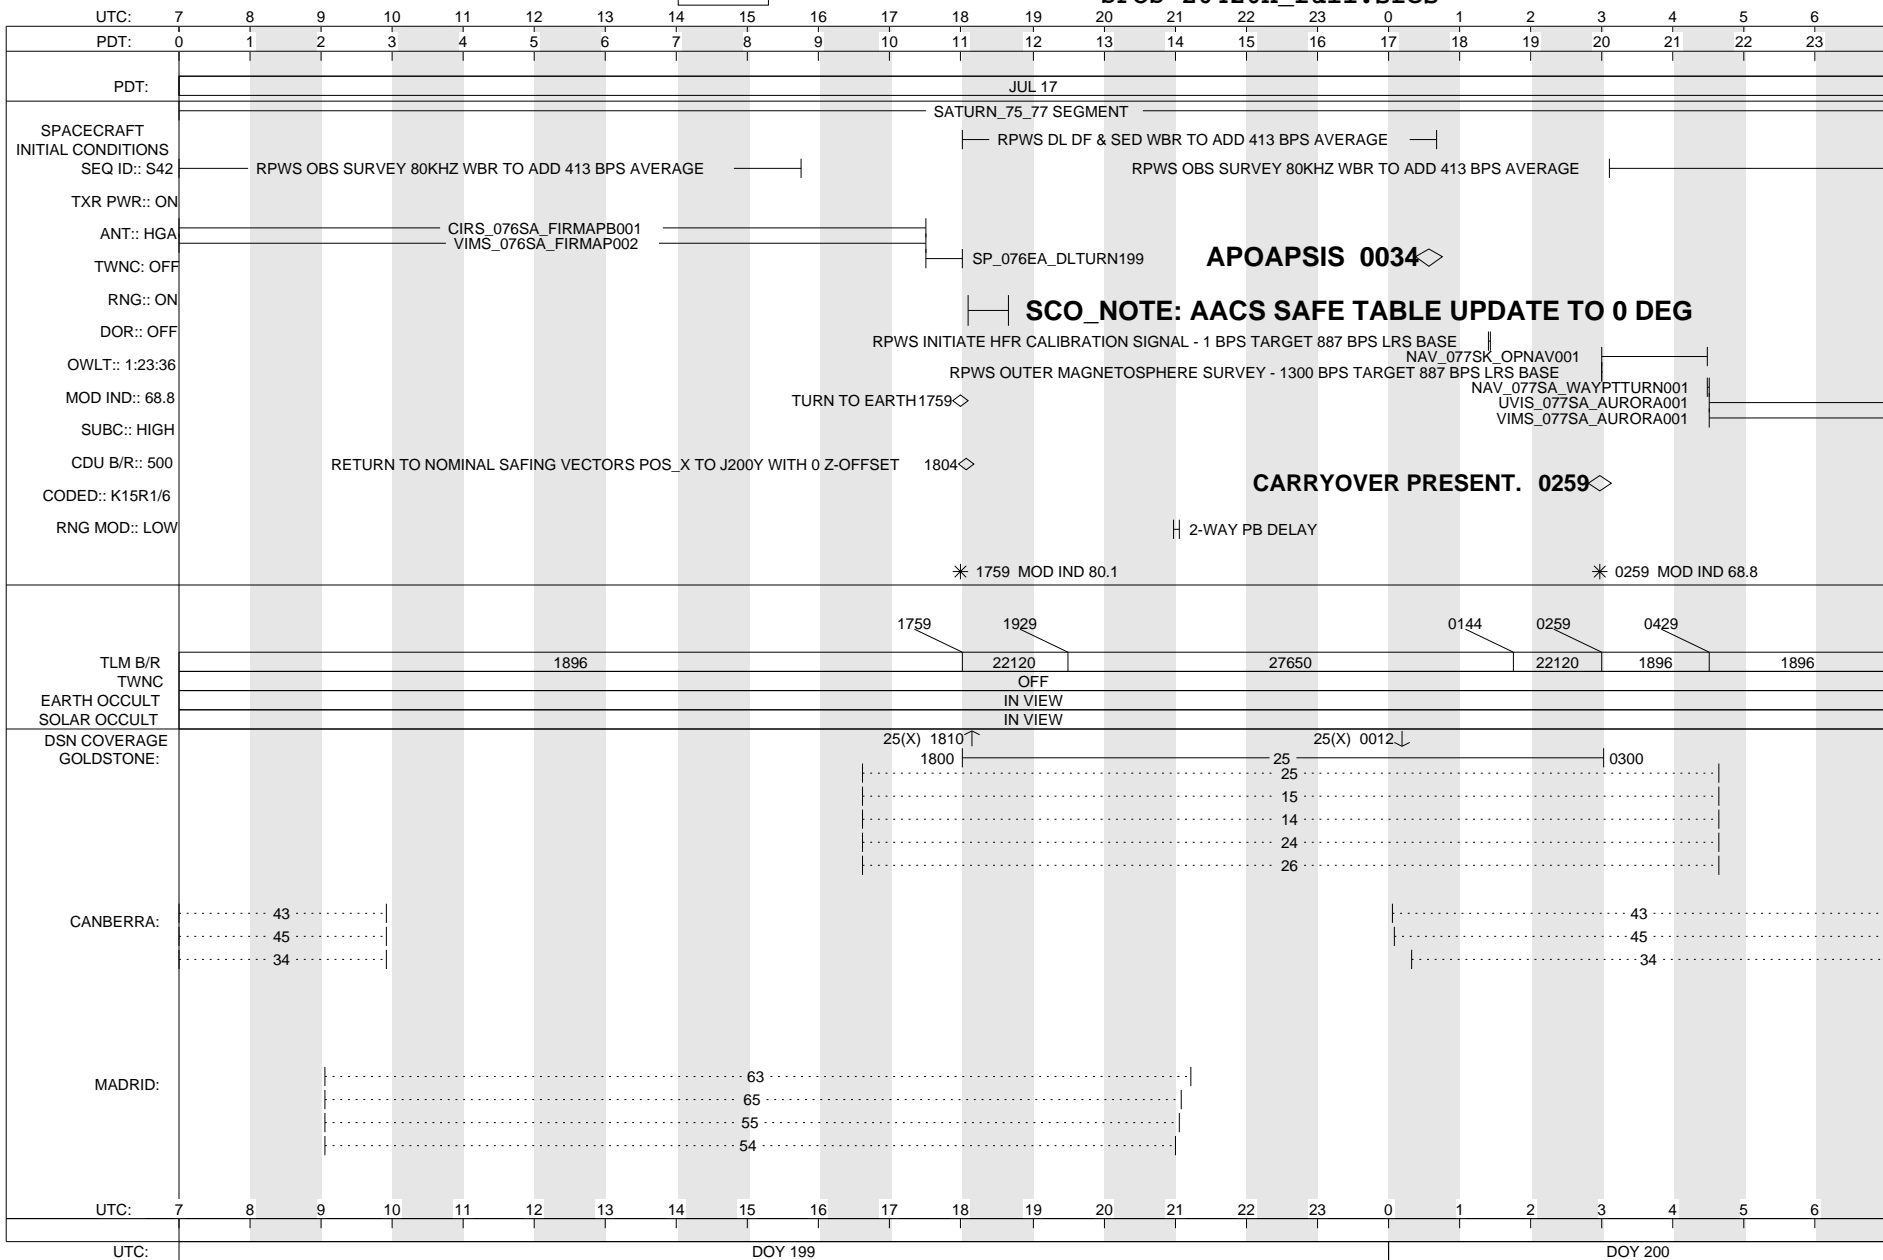 UTC: 7 8 9 10 11 12 13 14 15 16 17 18 19 20 21 22 23 0 1 2 3 4 5 6
PDT: 0 1 2 3 4 5 6 7 8 9 10 11 12 13 14 15 16 17 18 19 20 21 22 23
PDT: JUL 17
SATURN_75_77 SEGMENT
SPACECRAFT
INITIAL CONDITIONS
RPWS DL DF & SED WBR TO ADD 413 BPS AVERAGE
SEQ ID:: S42 RPWS OBS SURVEY 80KHZ WBR TO ADD 413 BPS AVERAGE RPWS OBS SURVEY 80KHZ WBR TO ADD 413 BPS AVERAGE
TXR PWR:: ON
ANT:: HGA CIRS_076SA_FIRMAPB001
VIMS_076SA_FIRMAP002
TWNC: OFF SP_076EA_DLTURN199 APOAPSIS 0034
RNG:: ON SCO_NOTE: AACS SAFE TABLE UPDATE TO 0 DEG
DOR:: OFF
RPWS INITIATE HFR CALIBRATION SIGNAL - 1 BPS TARGET 887 BPS LRS BASE
NAV_077SK_OPNAV001
OWLT:: 1:23:36 RPWS OUTER MAGNETOSPHERE SURVEY - 1300 BPS TARGET 887 BPS LRS BASE
NAV_077SA_WAYPTTURN001
MOD IND:: 68.8 TURN TO EARTH 1759 UVIS_077SA_AURORA001
VIMS_077SA_AURORA001
SUBC:: HIGH
CDU B/R:: 500 RETURN TO NOMINAL SAFING VECTORS POS_X TO J200Y WITH 0 Z-OFFSET 1804
CARRYOVER PRESENT. 0259
CODED:: K15R1/6
RNG MOD:: LOW 2-WAY PB DELAY
1759 MOD IND 80.1 0259 MOD IND 68.8
1759 1929 0144 0259 0429
TLM B/R 1896 22120 27650 22120 1896 1896
TWNC OFF
EARTH OCCULT IN VIEW
SOLAR OCCULT IN VIEW
DSN COVERAGE 25(X) 1810 25(X) 0012
GOLDSTONE: 1800 25 0300
25
15
14
24
26
CANBERRA: 43 43
45 45
34 34
MADRID: 63
65
55
54
UTC: 7 8 9 10 11 12 13 14 15 16 17 18 19 20 21 22 23 0 1 2 3 4 5 6
UTC: DOY 199 DOY 200